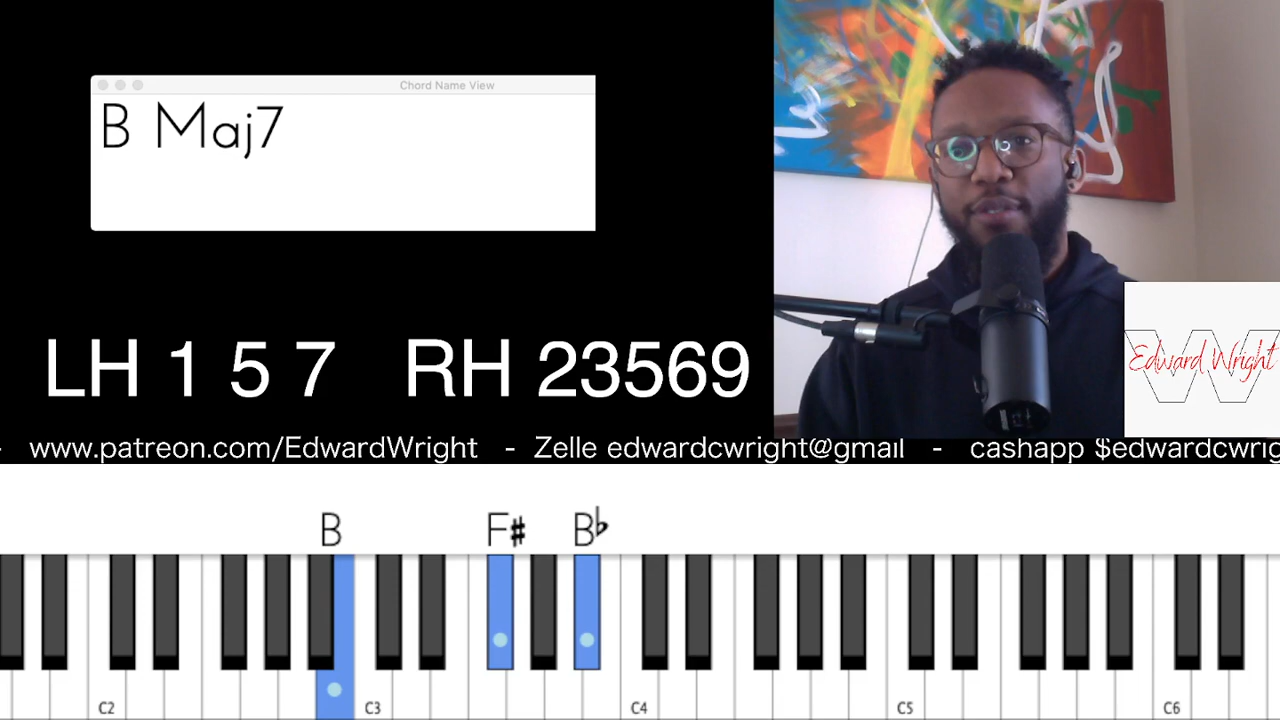 Chord Name View
B Maj7
LH 1 5 7 RH 23569
Edward Wright
- www.patreon.com/EdwardWright - Zelle edwardcwright@gmail - cashapp $edwardcwrig
B F# B♭
C2 C3 C4 C5 C6